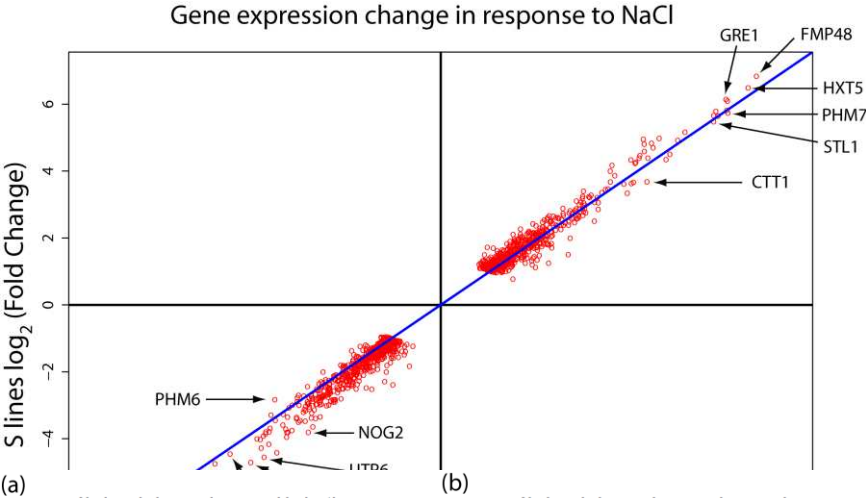 Gene expression change in response to NaCl
GRE1
FMP48
HXT5
PHM7
STL1
CTT1
S lines log2 (Fold Change)
6
4
2
0
−2
−4
PHM6
NOG2
UTP6
(a)
(b)